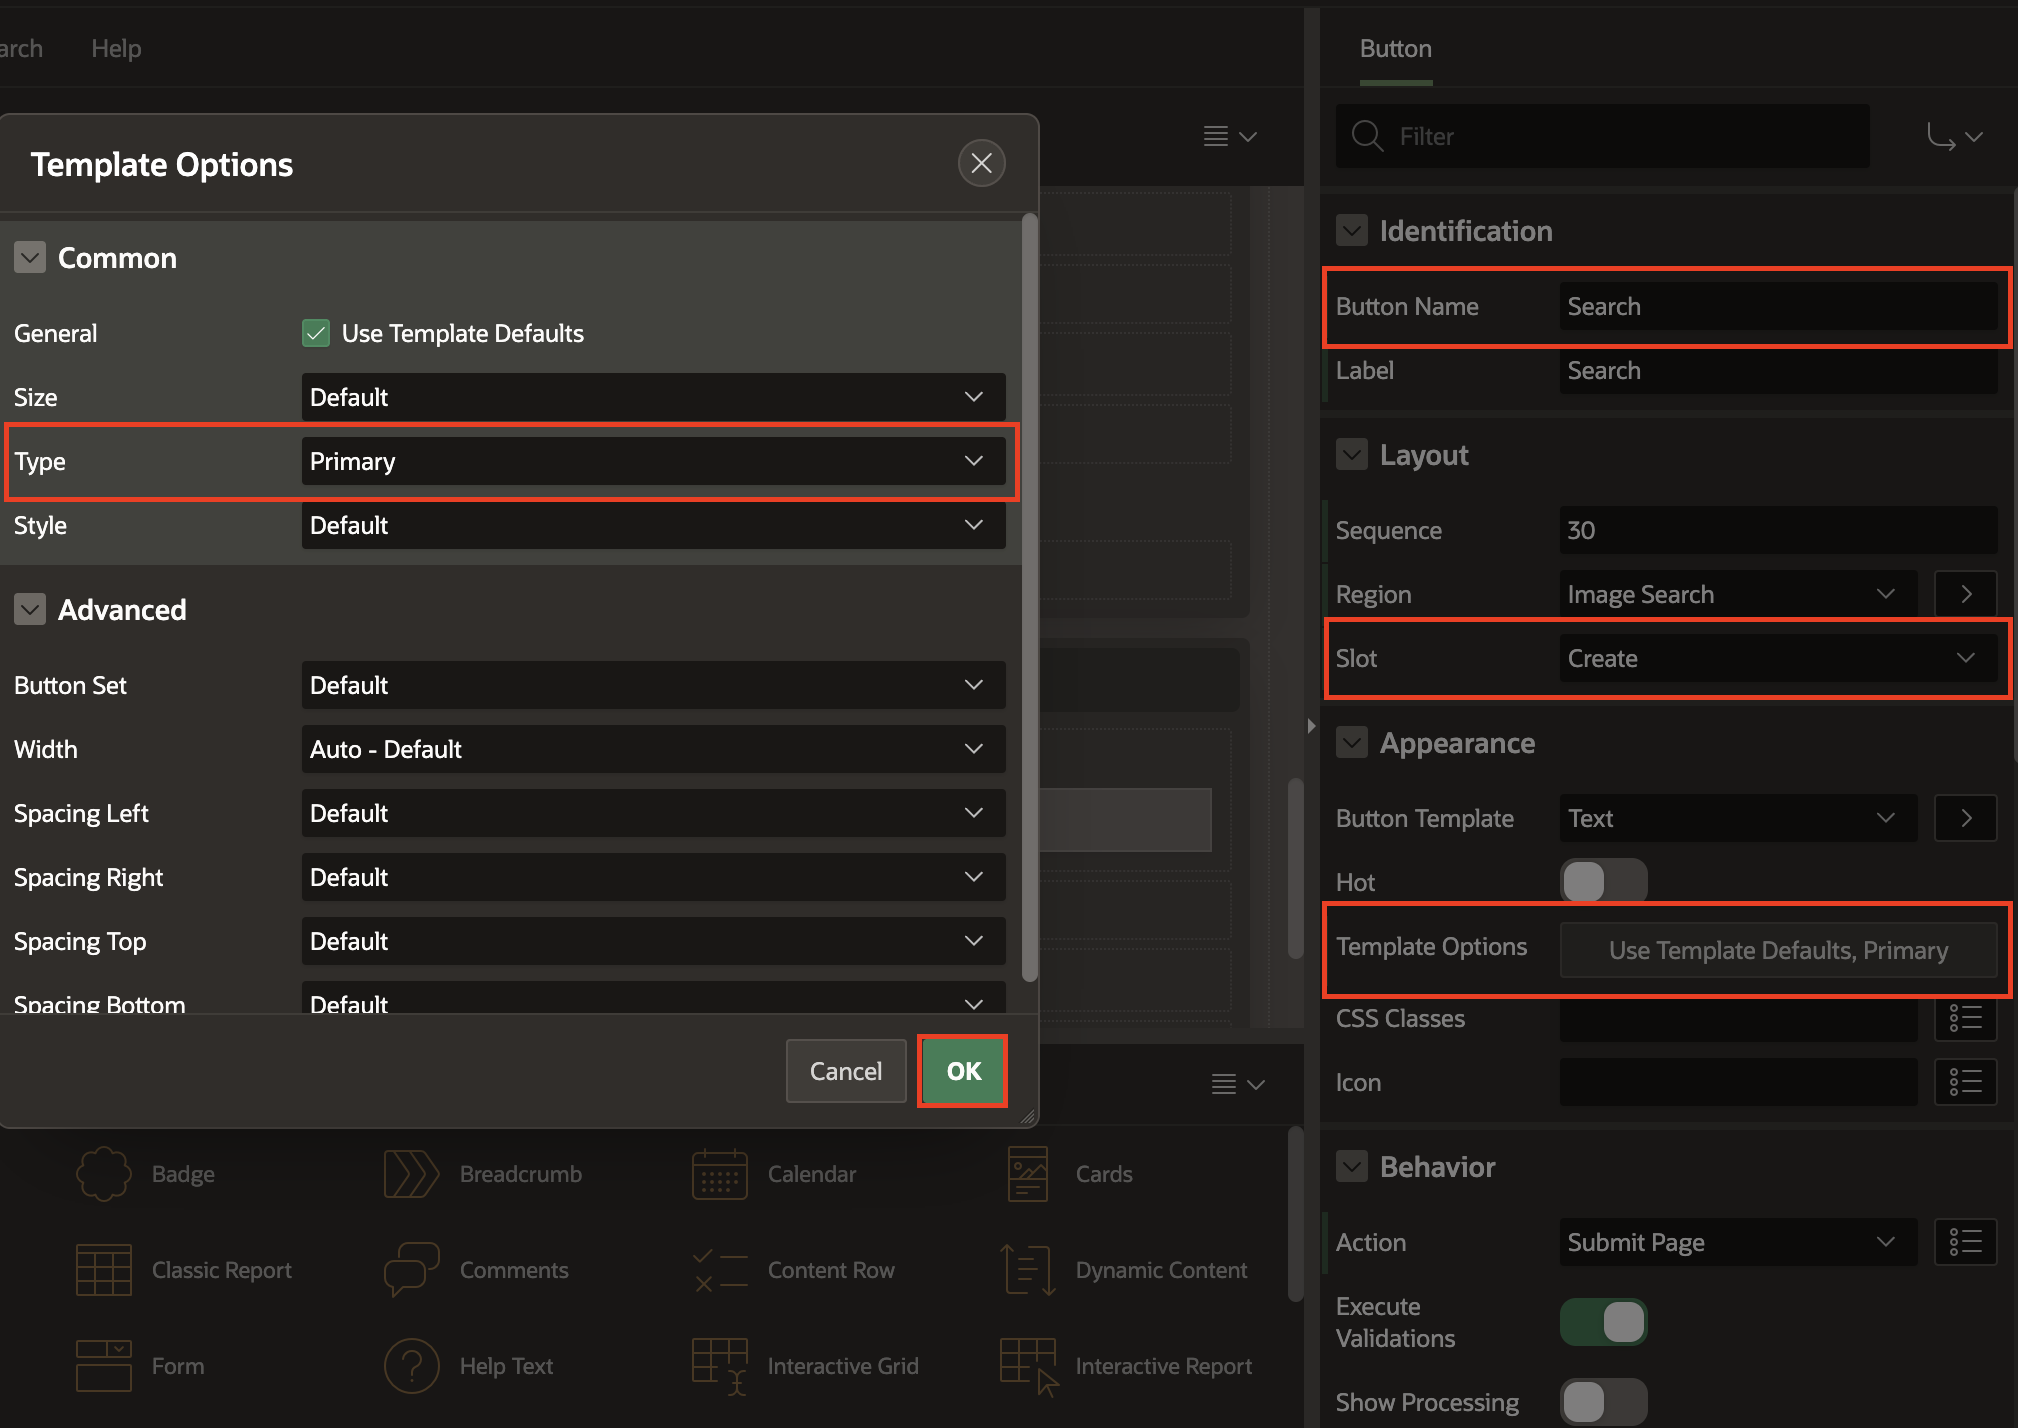 arch
Help
Template Options
Common
General
Use Template Defaults
Size
Default
Type
Primary
Style
Default
Advanced
Button Set
Default
Width
Auto - Default
Spacing Left
Default
Spacing Right
Default
Spacing Top
Default
Spacing Bottom
Default
Cancel
OK
Badge
Breadcrumb
Calendar
Cards
Classic Report
Comments
Content Row
Dynamic Content
Form
Help Text
Interactive Grid
Interactive Report
Button
Filter
Identification
Button Name
Search
Label
Search
Layout
Sequence
30
Region
Image Search
Slot
Create
Appearance
Button Template
Text
Hot
Template Options
Use Template Defaults, Primary
CSS Classes
Icon
Behavior
Action
Submit Page
Execute
Validations
Show Processing